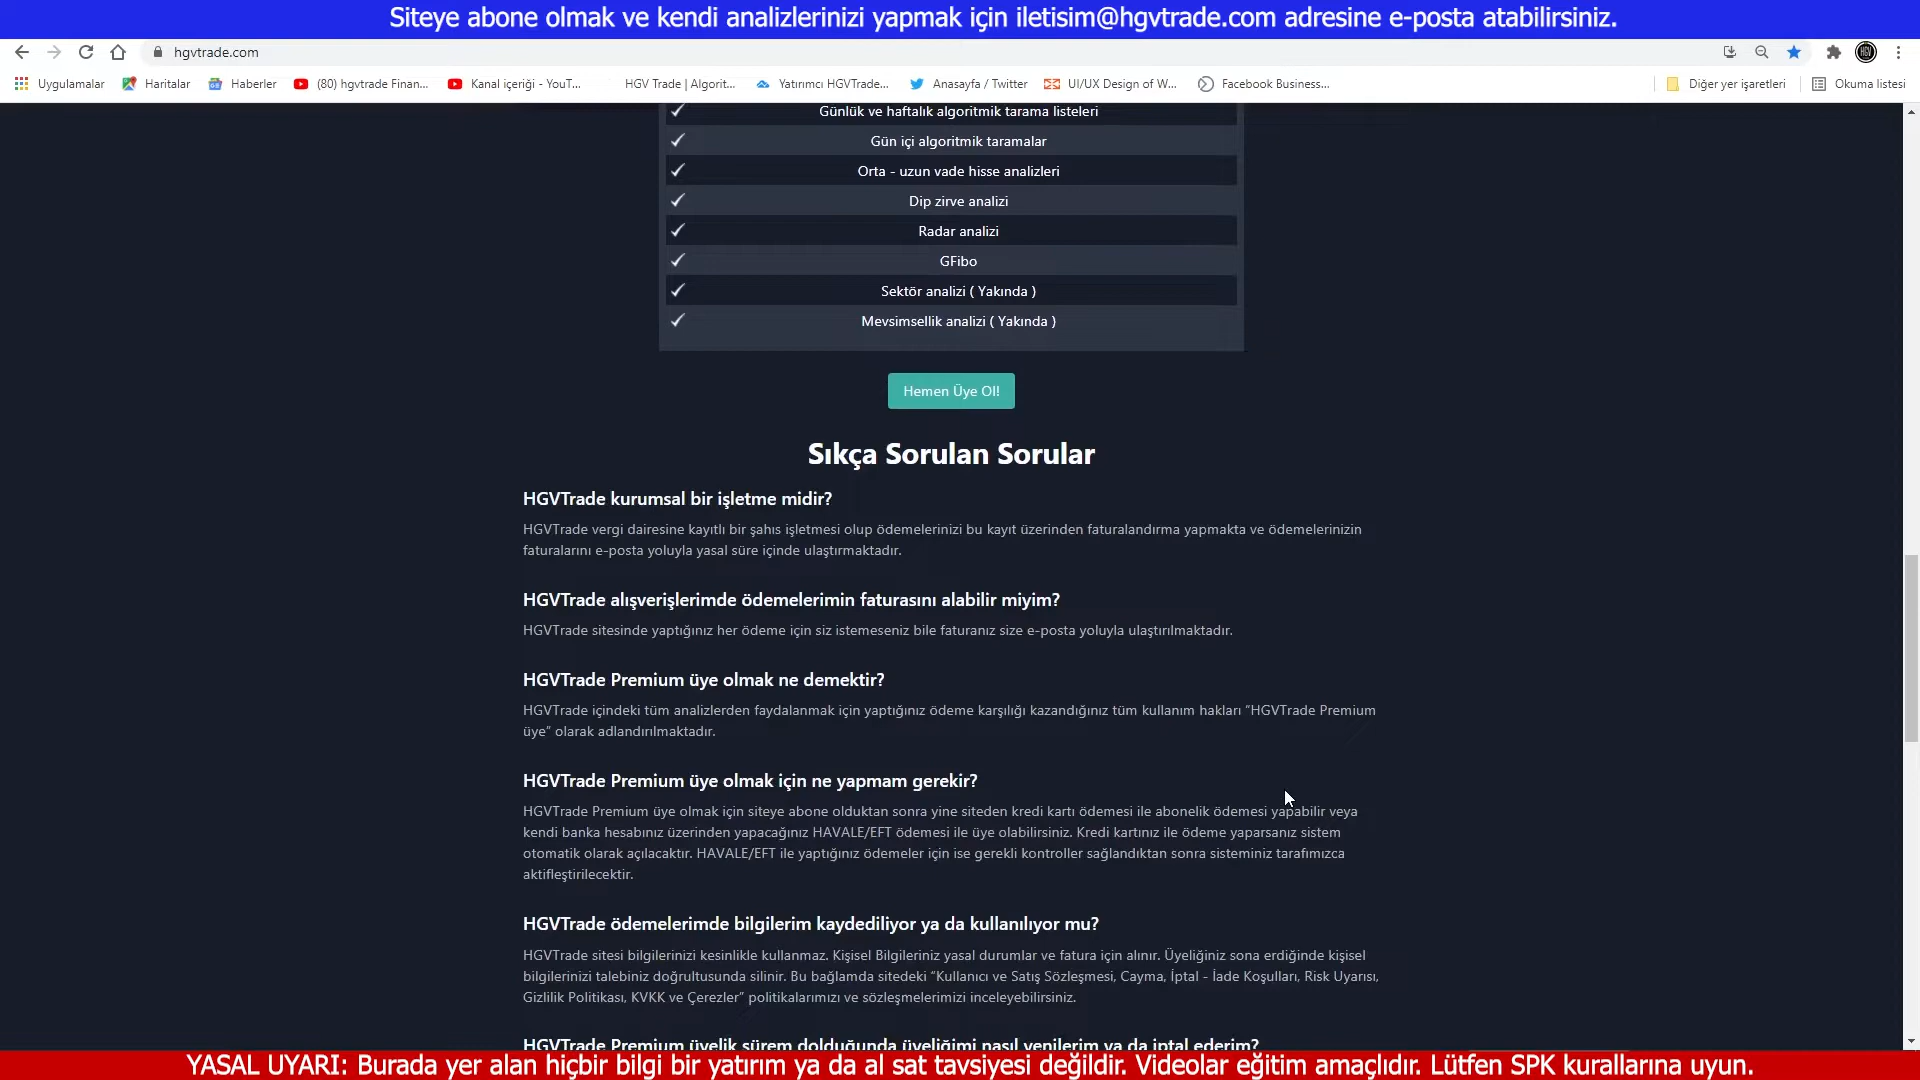 Siteye abone olmak ve kendi analizlerinizi yapmak için iletisim@hgvtrade.com adresine e-posta atabilirsiniz.
hgvtrade.com
Uygulamalar
Haritalar
Haberler
(80) hgvtrade Finan...
Kanal içeriği - YouT...
HGV Trade | Algorit...
Yatırımcı HGVTrade...
Anasayfa / Twitter
UI/UX Design of W...
Facebook Business...
Diğer yer işaretleri
Okuma listesi
Günlük ve haftalık algoritmik tarama listeleri
Gün içi algoritmik taramalar
Orta - uzun vade hisse analizleri
Dip zirve analizi
Radar analizi
GFibo
Sektör analizi ( Yakında )
Mevsimsellik analizi ( Yakında )
Hemen Üye Ol!
Sıkça Sorulan Sorular
HGVTrade kurumsal bir işletme midir?
HGVTrade vergi dairesine kayıtlı bir şahıs işletmesi olup ödemelerinizi bu kayıt üzerinden faturalandırma yapmakta ve ödemelerinizin
faturalarını e-posta yoluyla yasal süre içinde ulaştırmaktadır.
HGVTrade alışverişlerimde ödemelerimin faturasını alabilir miyim?
HGVTrade sitesinde yaptığınız her ödeme için siz istemeseniz bile faturanız size e-posta yoluyla ulaştırılmaktadır.
HGVTrade Premium üye olmak ne demektir?
HGVTrade içindeki tüm analizlerden faydalanmak için yaptığınız ödeme karşılığı kazandığınız tüm kullanım hakları “HGVTrade Premium
üye” olarak adlandırılmaktadır.
HGVTrade Premium üye olmak için ne yapmam gerekir?
HGVTrade Premium üye olmak için siteye abone olduktan sonra yine siteden kredi kartı ödemesi ile abonelik ödemesi yapabilir veya
kendi banka hesabınız üzerinden yapacağınız HAVALE/EFT ödemesi ile üye olabilirsiniz. Kredi kartınız ile ödeme yaparsanız sistem
otomatik olarak açılacaktır. HAVALE/EFT ile yaptığınız ödemeler için ise gerekli kontroller sağlandıktan sonra sisteminiz tarafımızca
aktifleştirilecektir.
HGVTrade ödemelerimde bilgilerim kaydediliyor ya da kullanılıyor mu?
HGVTrade sitesi bilgilerinizi kesinlikle kullanmaz. Kişisel Bilgileriniz yasal durumlar ve fatura için alınır. Üyeliğiniz sona erdiğinde kişisel
bilgilerinizi talebiniz doğrultusunda silinir. Bu bağlamda sitedeki “Kullanıcı ve Satış Sözleşmesi, Cayma, İptal - İade Koşulları, Risk Uyarısı,
Gizlilik Politikası, KVKK ve Çerezler” politikalarımızı ve sözleşmelerimizi inceleyebilirsiniz.
HGVTrade Premium üyelik sürem dolduğunda üyeliğimi nasıl yenilerim ya da iptal ederim?
YASAL UYARI: Burada yer alan hiçbir bilgi bir yatırım ya da al sat tavsiyesi değildir. Videolar eğitim amaçlıdır. Lütfen SPK kurallarına uyun.